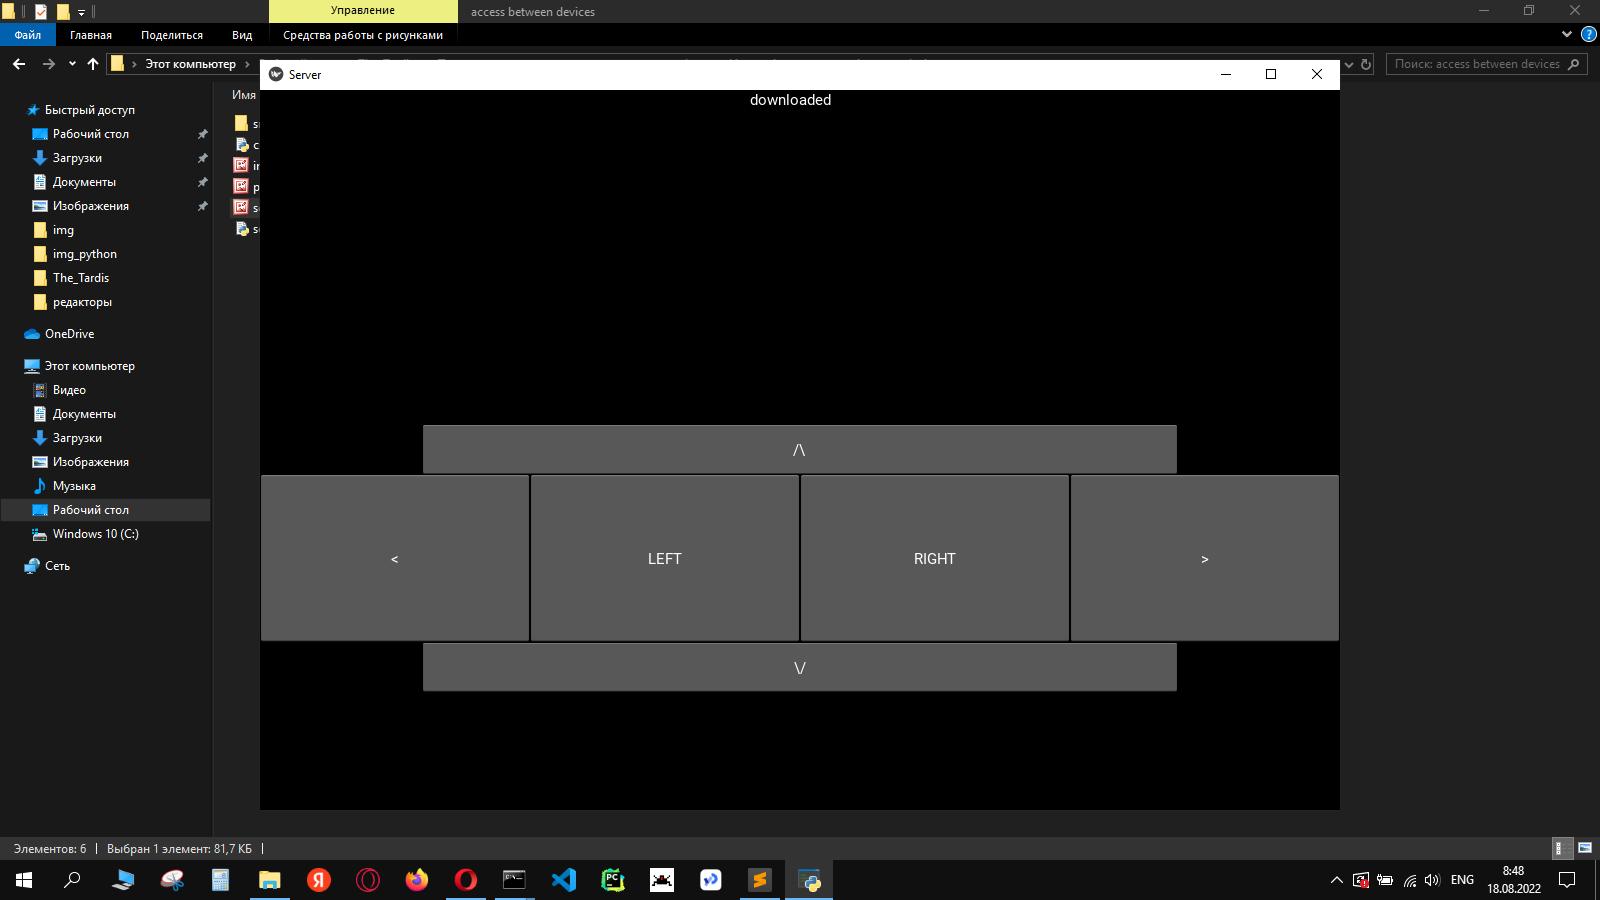 Управление
access between devices
Файл
Главная
Поделиться
Вид
Средства работы с рисунками
Этот компьютер
Поиск: access between devices
Server
downloaded
Имя
Быстрый доступ
Рабочий стол
Загрузки
Документы
Изображения
img
img_python
The_Tardis
редакторы
OneDrive
Этот компьютер
Видео
Документы
Загрузки
Изображения
Музыка
Рабочий стол
Windows 10 (C:)
Сеть
/\
<
LEFT
RIGHT
>
\/
Элементов: 6
Выбран 1 элемент: 81,7 КБ
ENG
8:48
18.08.2022